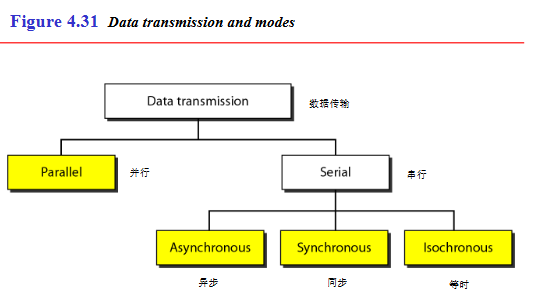 Figure 4.31 Data transmission and modes
Data transmission 数据传输
Parallel 并行 Serial 串行
Asynchronous Synchronous Isochronous
异步 同步 等时